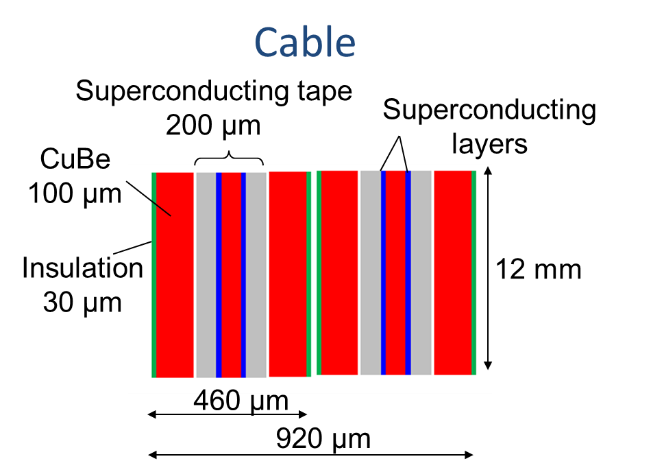 Cable
Superconducting tape
200 µm
Superconducting
layers
CuBe
100 µm
Insulation
30 µm
12 mm
460 µm
920 µm